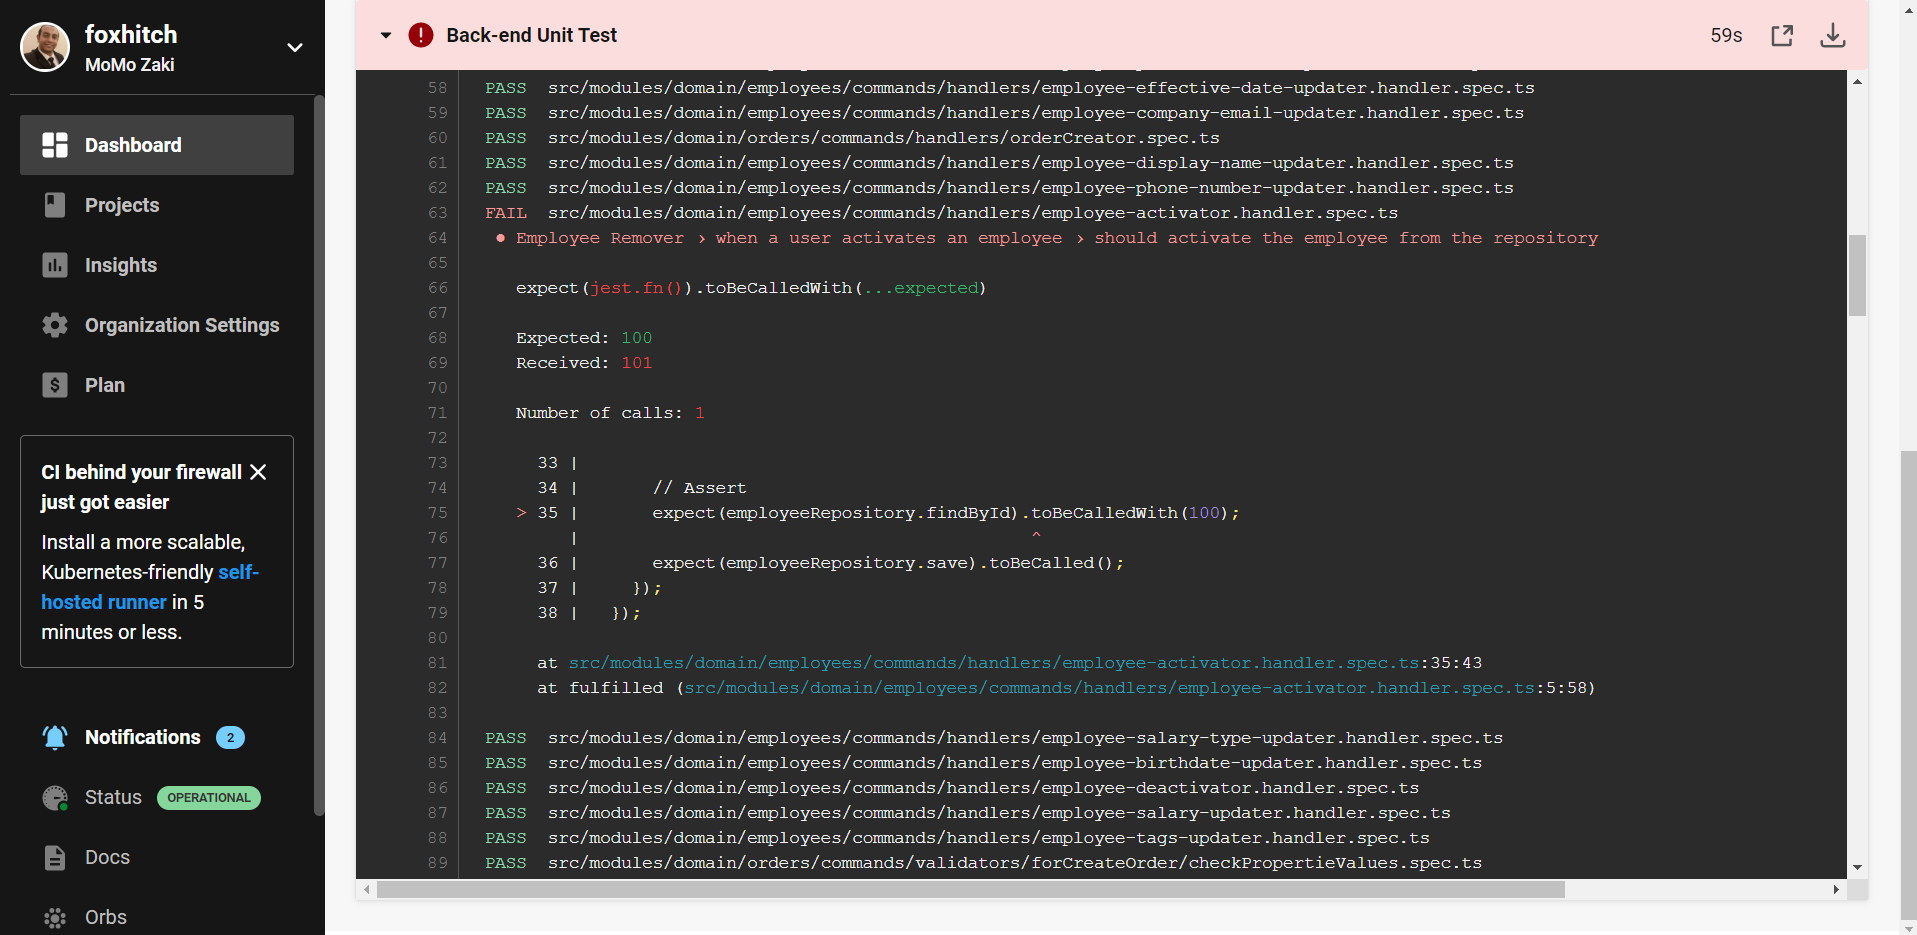 foxhitch
MoMo Zaki
Dashboard
Projects
Insights
Organization Settings
Plan
CI behind your firewall
just got easier
Install a more scalable,
Kubernetes-friendly self-
hosted runner in 5
minutes or less.
Notifications 2
Status OPERATIONAL
Docs
Orbs
Back-end Unit Test 59s
58 PASS src/modules/domain/employees/commands/handlers/employee-effective-date-updater.handler.spec.ts
59 PASS src/modules/domain/employees/commands/handlers/employee-company-email-updater.handler.spec.ts
60 PASS src/modules/domain/orders/commands/handlers/orderCreator.spec.ts
61 PASS src/modules/domain/employees/commands/handlers/employee-display-name-updater.handler.spec.ts
62 PASS src/modules/domain/employees/commands/handlers/employee-phone-number-updater.handler.spec.ts
63 FAIL src/modules/domain/employees/commands/handlers/employee-activator.handler.spec.ts
64 ● Employee Remover › when a user activates an employee › should activate the employee from the repository
65
66 expect(jest.fn()).toBeCalledWith(...expected)
67
68 Expected: 100
69 Received: 101
70
71 Number of calls: 1
72
73 33 |
74 34 | // Assert
75 > 35 | expect(employeeRepository.findById).toBeCalledWith(100);
76 | ^
77 36 | expect(employeeRepository.save).toBeCalled();
78 37 | });
79 38 | });
80
81 at src/modules/domain/employees/commands/handlers/employee-activator.handler.spec.ts:35:43
82 at fulfilled (src/modules/domain/employees/commands/handlers/employee-activator.handler.spec.ts:5:58)
83
84 PASS src/modules/domain/employees/commands/handlers/employee-salary-type-updater.handler.spec.ts
85 PASS src/modules/domain/employees/commands/handlers/employee-birthdate-updater.handler.spec.ts
86 PASS src/modules/domain/employees/commands/handlers/employee-deactivator.handler.spec.ts
87 PASS src/modules/domain/employees/commands/handlers/employee-salary-updater.handler.spec.ts
88 PASS src/modules/domain/employees/commands/handlers/employee-tags-updater.handler.spec.ts
89 PASS src/modules/domain/orders/commands/validators/forCreateOrder/checkPropertieValues.spec.ts